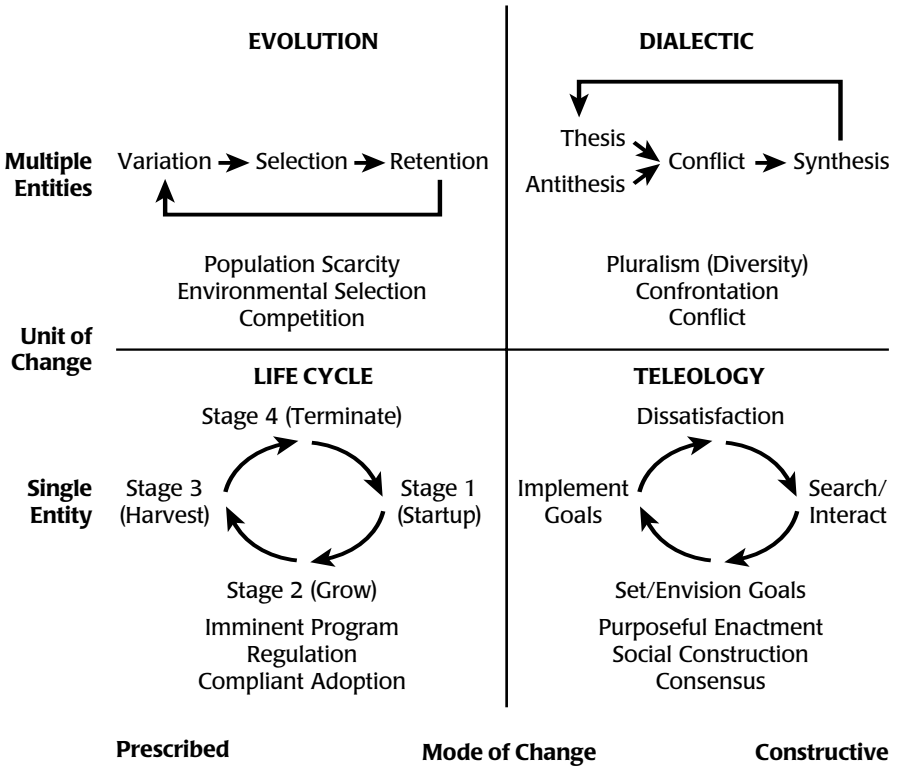 EVOLUTION
DIALECTIC
Multiple
Entities
Variation
Selection
Retention
Thesis
Antithesis
Conflict
Synthesis
Population Scarcity
Environmental Selection
Competition
Pluralism (Diversity)
Confrontation
Conflict
Unit of
Change
LIFE CYCLE
TELEOLOGY
Stage 4 (Terminate)
Single
Entity
Stage 3
(Harvest)
Stage 1
(Startup)
Stage 2 (Grow)
Imminent Program
Regulation
Compliant Adoption
Dissatisfaction
Implement
Goals
Search/
Interact
Set/Envision Goals
Purposeful Enactment
Social Construction
Consensus
Prescribed
Mode of Change
Constructive